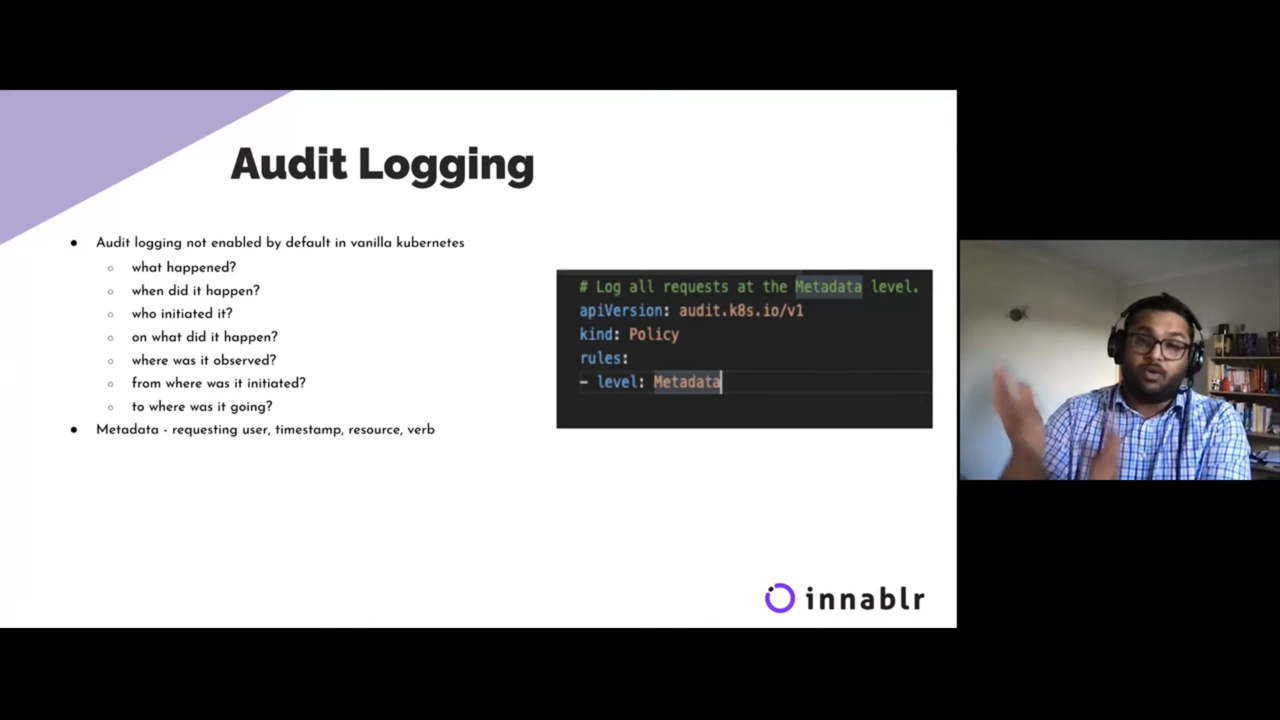 Audit Logging
● Audit logging not enabled by default in vanilla kubernetes
○ what happened?
○ when did it happen?
○ who initiated it?
○ on what did it happen?
○ where was it observed?
○ from where was it initiated?
○ to where was it going?
● Metadata - requesting user, timestamp, resource, verb
# Log all requests at the Metadata level.
apiVersion: audit.k8s.io/v1
kind: Policy
rules:
- level: Metadata
innablr